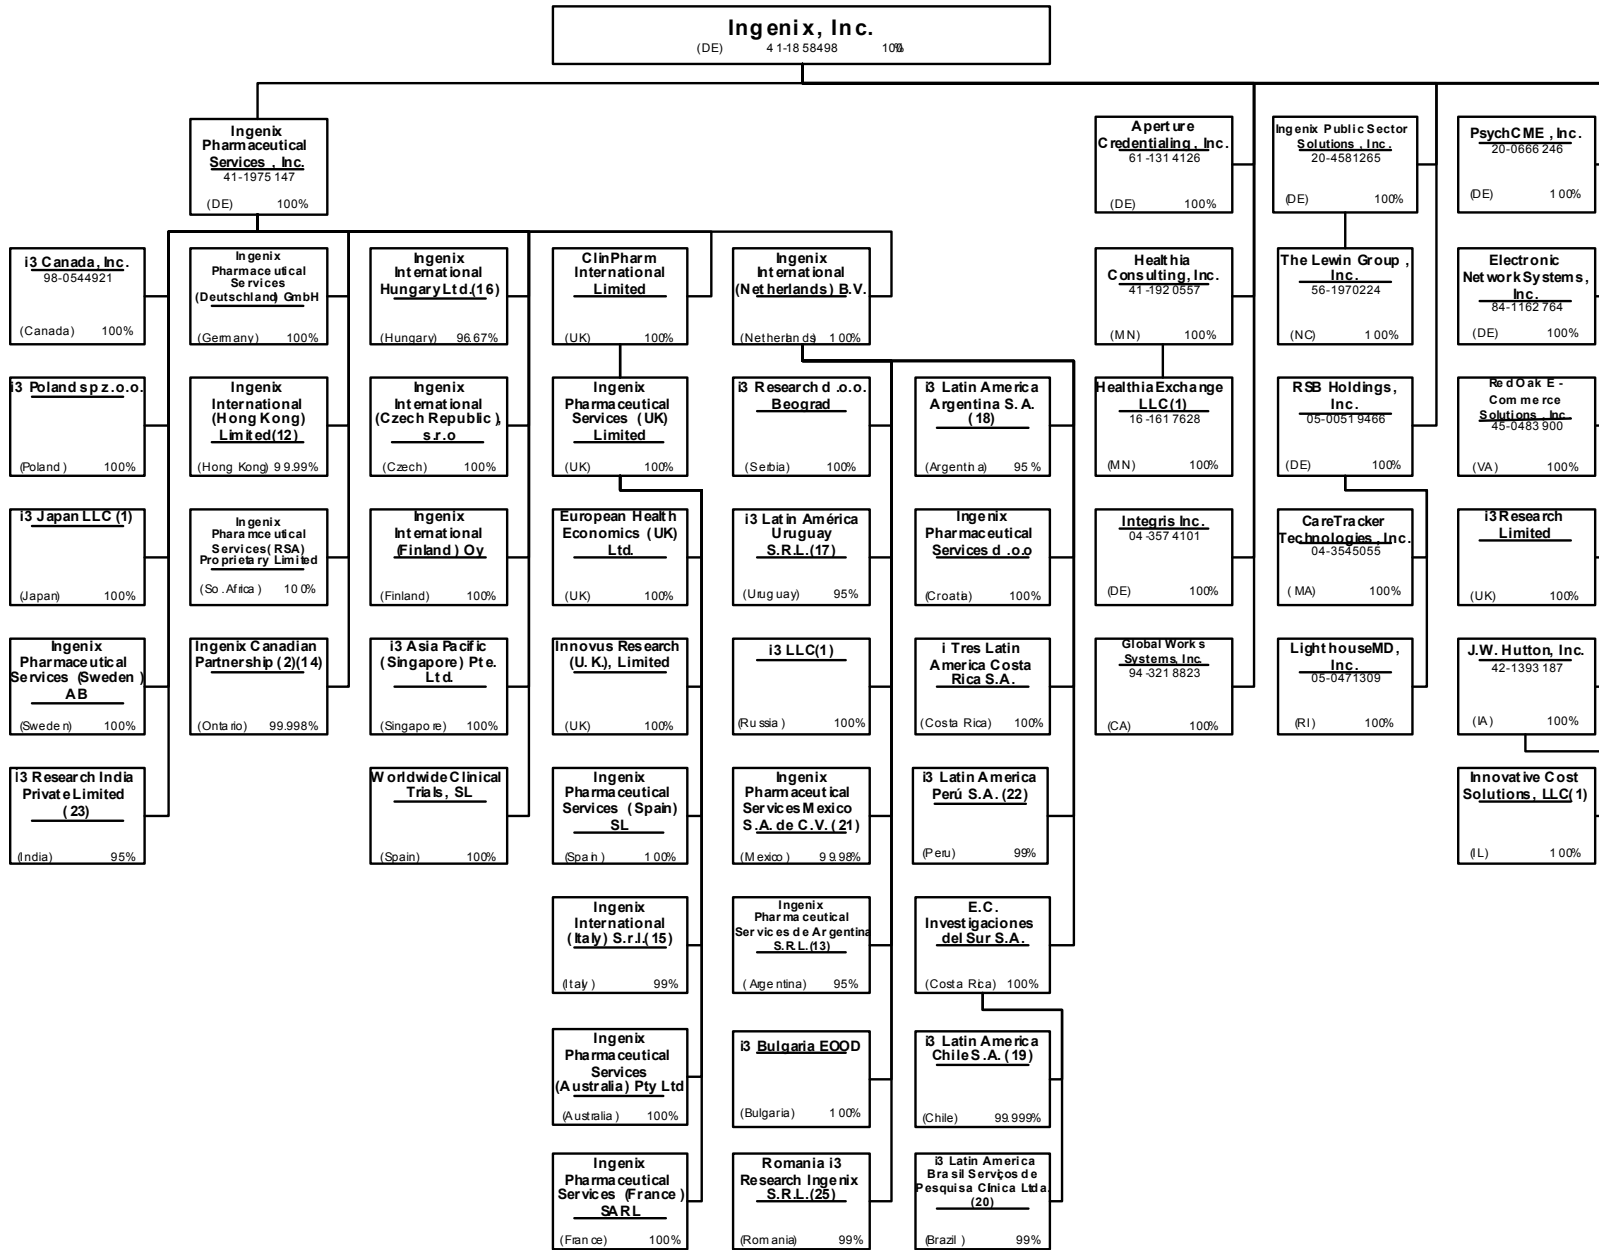 Ingenix, Inc.
(DE) 41-1858498 100%
Ingenix
Pharmaceutical
Services, Inc.
41-1975147
(DE) 100%
Aperture
Credentialing, Inc.
61-1314126
(DE) 100%
Ingenix Public Sector
Solutions, Inc.
20-4581265
(DE) 100%
PsychCME, Inc.
20-0666246
(DE) 100%
i3 Canada, Inc.
98-0544921
(Canada) 100%
Ingenix
Pharmaceutical
Services
(Deutschland) GmbH
(Germany) 100%
Ingenix
International
Hungary Ltd.(16)
(Hungary) 96.67%
ClinPharm
International
Limited
(UK) 100%
Ingenix
International
(Netherlands) B.V.
(Netherlands) 100%
Healthia
Consulting, Inc.
41-1920557
(MN) 100%
The Lewin Group,
Inc.
56-1970224
(NC) 100%
Electronic
Network Systems,
Inc.
84-1162764
(DE) 100%
i3 Poland sp z.o.o.
(Poland) 100%
Ingenix
International
(Hong Kong)
Limited(12)
(Hong Kong) 99.99%
Ingenix
International
(Czech Republic),
s.r.o
(Czech) 100%
Ingenix
Pharmaceutical
Services (UK)
Limited
(UK) 100%
i3 Research d.o.o.
Beograd
(Serbia) 100%
i3 Latin America
Argentina S.A.
(18)
(Argentina) 95%
Healthia Exchange
LLC(1)
16-1617628
(MN) 100%
RSB Holdings,
Inc.
05-00519466
(DE) 100%
Red Oak E-
Commerce
Solutions, Inc.
45-0483900
(VA) 100%
i3 Japan LLC (1)
(Japan) 100%
Ingenix
Pharamceutical
Services(RSA)
Proprietary Limited
(So.Africa) 100%
Ingenix
International
(Finland) Oy
(Finland) 100%
European Health
Economics (UK)
Ltd.
(UK) 100%
i3 Latin América
Uruguay
S.R.L.(17)
(Uruguay) 95%
Ingenix
Pharmaceutical
Services d.o.o
(Croatia) 100%
Integris Inc.
04-3574101
(DE) 100%
CareTracker
Technologies, Inc.
04-3545055
(MA) 100%
i3 Research
Limited
(UK) 100%
Ingenix
Pharmaceutical
Services (Sweden)
AB
(Sweden) 100%
Ingenix Canadian
Partnership (2)(14)
(Ontario) 99.998%
i3 Asia Pacific
(Singapore) Pte.
Ltd.
(Singapore) 100%
Innovus Research
(U.K.), Limited
(UK) 100%
i3 LLC(1)
(Russia) 100%
i Tres Latin
America Costa
Rica S.A.
(Costa Rica) 100%
Global Works
Systems, Inc.
94-3218823
(CA) 100%
LighthouseMD,
Inc.
05-0471309
(RI) 100%
J.W. Hutton, Inc.
42-1393187
(IA) 100%
i3 Research India
Private Limited
(23)
(India) 95%
Worldwide Clinical
Trials, SL
(Spain) 100%
Ingenix
Pharmaceutical
Services (Spain)
SL
(Spain) 100%
Ingenix
Pharmaceutical
Services Mexico
S.A. de C.V. (21)
(Mexico) 99.98%
i3 Latin America
Perú S.A. (22)
(Peru) 99%
Innovative Cost
Solutions, LLC(1)
(IL) 100%
Ingenix
International
(Italy) S.r.l.(15)
(Italy) 99%
Ingenix
Pharmaceutical
Services de Argentina
S.R.L.(13)
(Argentina) 95%
E.C.
Investigaciones
del Sur S.A.
(Costa Rica) 100%
Ingenix
Pharmaceutical
Services
(Australia) Pty Ltd
(Australia) 100%
i3 Bulgaria EOOD
(Bulgaria) 100%
i3 Latin America
Chile S.A. (19)
(Chile) 99.999%
Ingenix
Pharmaceutical
Services (France)
SARL
(France) 100%
Romania i3
Research Ingenix
S.R.L.(25)
(Romania) 99%
i3 Latin America
Brasil Serviços de
Pesquisa Clínica Ltda.
(20)
(Brazil) 99%